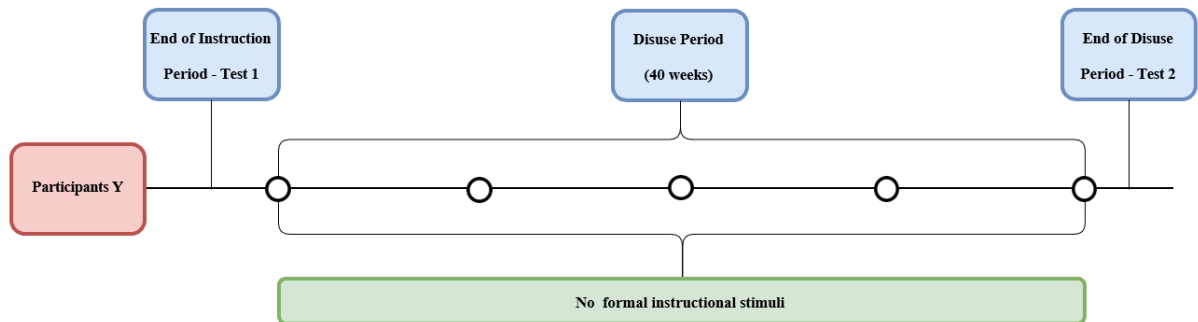 End of Instruction
Period - Test 1
Disuse Period
(40 weeks)
End of Disuse
Period - Test 2
Participants Y
No formal instructional stimuli